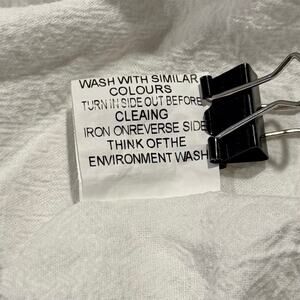 WASH WITH SIMILAR
COLOURS
TURN IN SIDE OUT BEFORE
CLEAING
IRON ONREVERSE SIDE
THINK OFTHE
ENVIRONMENT WASH